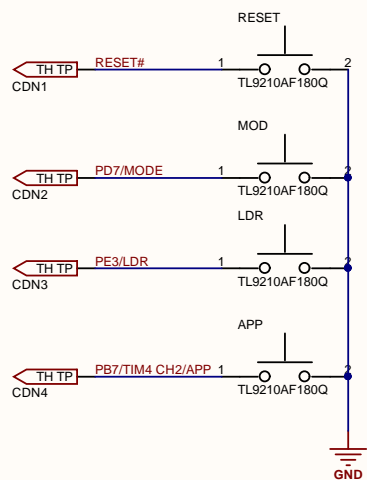 RESET
TH TP RESET# 1 2
CDN1 TL9210AF180Q
MOD
TH TP PD7/MODE 1 2
CDN2 TL9210AF180Q
LDR
TH TP PE3/LDR 1 2
CDN3 TL9210AF180Q
APP
TH TP PB7/TIM4 CH2/APP 1 2
CDN4 TL9210AF180Q
GND